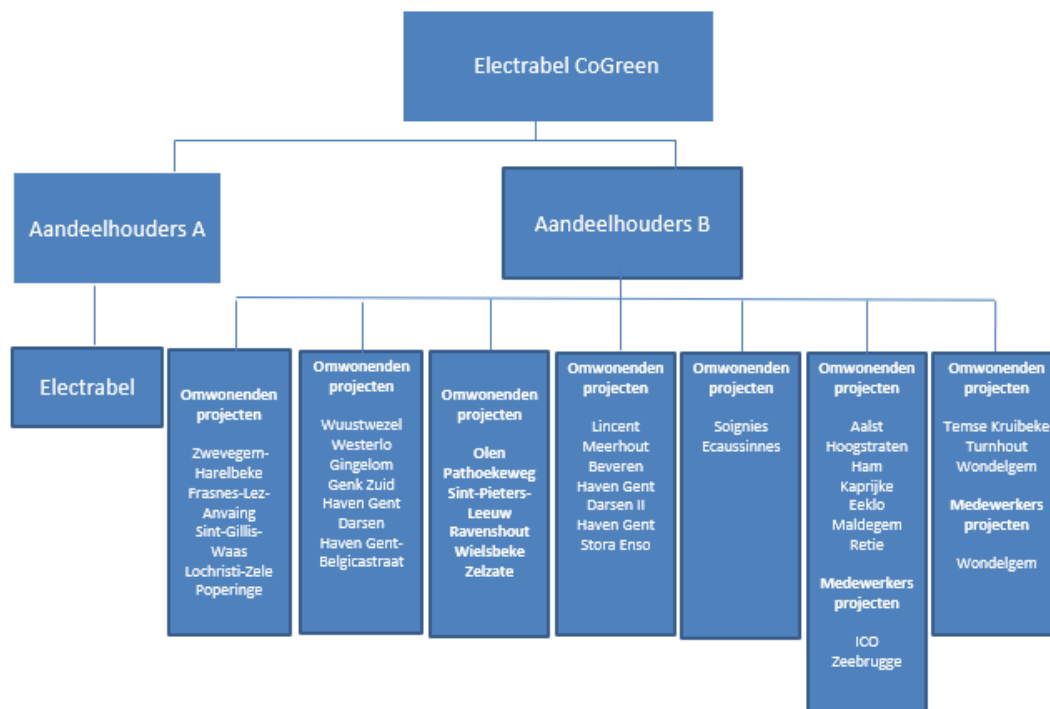 Electrabel CoGreen
Aandeelhouders A
Aandeelhouders B
Electrabel
Omwonenden
projecten
Zwevegem-
Harelbeke
Frasnes-Lez-
Anvaing
Sint-Gillis-
Waas
Lochristi-Zele
Poperinge
Omwonenden
projecten
Wuustwezel
Westerlo
Gingelom
Genk Zuid
Haven Gent
Darsen
Haven Gent-
Belgicastraat
Omwonenden
projecten
Olen
Pathoekeweg
Sint-Pieters-
Leeuw
Ravenshout
Wielsbeke
Zelzate
Omwonenden
projecten
Lincent
Meerhout
Beveren
Haven Gent
Darsen II
Haven Gent
Stora Enso
Omwonenden
projecten
Soignies
Ecaussinnes
Omwonenden
projecten
Aalst
Hoogstraten
Ham
Kaprijke
Eeklo
Maldegem
Retie
Medewerkers
projecten
ICO
Zeebrugge
Omwonenden
projecten
Temse Kruibeke
Turnhout
Wondelgem
Medewerkers
projecten
Wondelgem